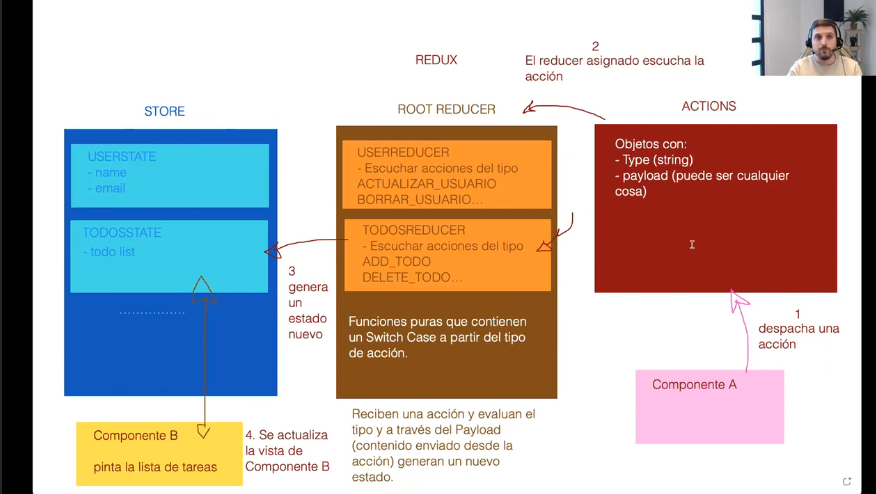 REDUX
2
El reducer asignado escucha la
acción
STORE
ROOT REDUCER
ACTIONS
USERSTATE
- name
- email
TODOSSTATE
- todo list
....................
USERREDUCER
- Escuchar acciones del tipo
ACTUALIZAR_USUARIO
BORRAR_USUARIO...
TODOSREDUCER
- Escuchar acciones del tipo
ADD_TODO
DELETE_TODO...
Funciones puras que contienen
un Switch Case a partir del tipo
de acción.
Reciben una acción y evaluan el
tipo y a través del Payload
(contenido enviado desde la
acción) generan un nuevo
estado.
Objetos con:
- Type (string)
- payload (puede ser cualquier
cosa)
1
despacha una
acción
Componente A
3
genera
un
estado
nuevo
Componente B
pinta la lista de tareas
4. Se actualiza
la vista de
Componente B